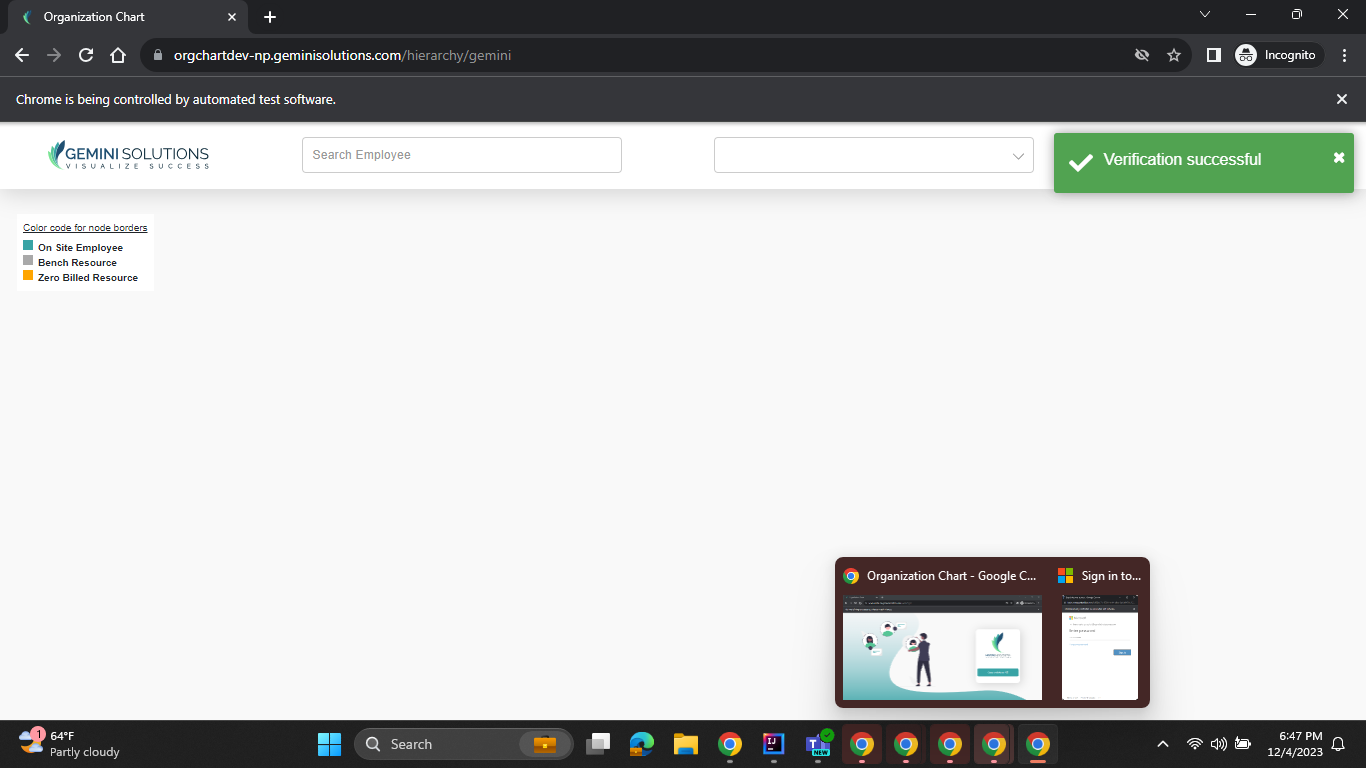 Organization Chart
orgchartdev-np.geminisolutions.com/hierarchy/gemini
Incognito
Chrome is being controlled by automated test software.
GEMINI SOLUTIONS
VISUALIZE SUCCESS
Search Employee
Verification successful
Color code for node borders
On Site Employee
Bench Resource
Zero Billed Resource
Organization Chart - Google C...
Sign in to...
1
64°F
Partly cloudy
Search
NEW
6:47 PM
12/4/2023